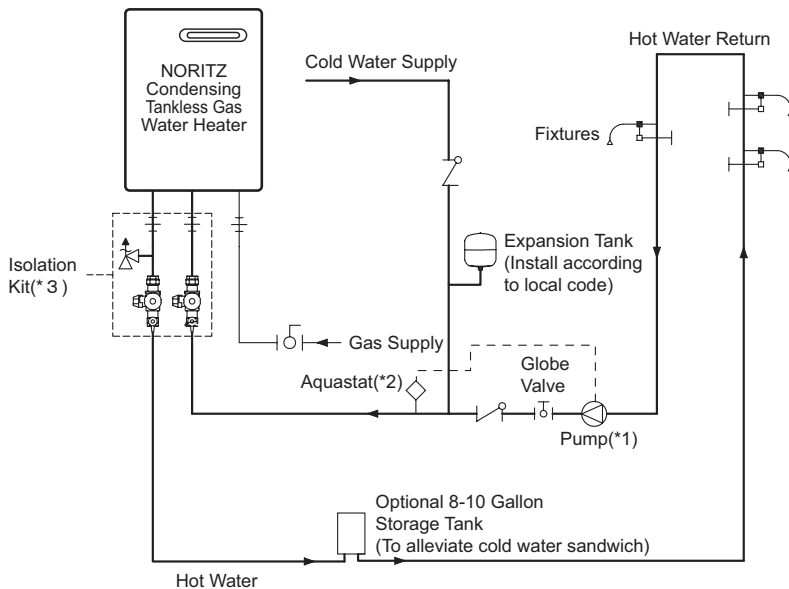 NORITZ
Condensing
Tankless Gas
Water Heater
Cold Water Supply
Hot Water Return
Fixtures
Isolation
Kit(*3)
Expansion Tank
(Install according
to local code)
Gas Supply
Aquastat(*2)
Globe
Valve
Pump(*1)
Optional 8-10 Gallon
Storage Tank
(To alleviate cold water sandwich)
Hot Water